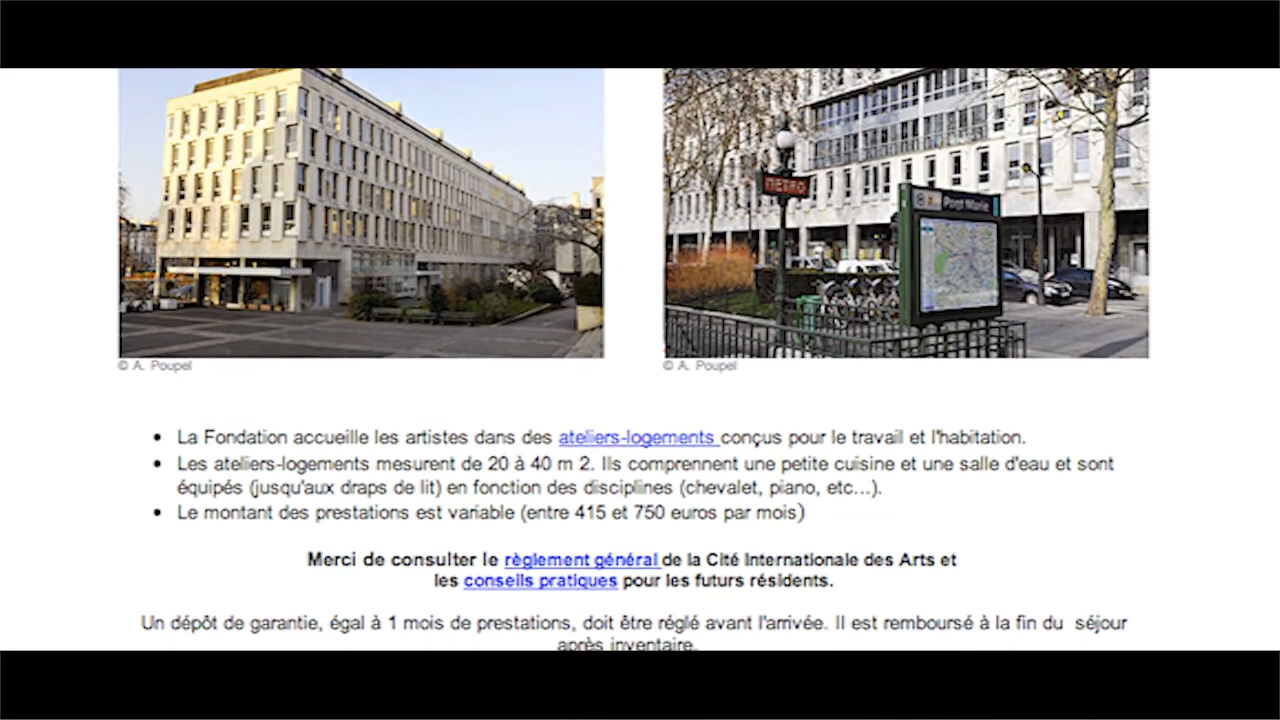 METRO
Pont Marie
© A. Poupel
© A. Poupel
• La Fondation accueille les artistes dans des ateliers-logements conçus pour le travail et l'habitation.
• Les ateliers-logements mesurent de 20 à 40 m 2. Ils comprennent une petite cuisine et une salle d'eau et sont
équipés (jusqu'aux draps de lit) en fonction des disciplines (chevalet, piano, etc...).
• Le montant des prestations est variable (entre 415 et 750 euros par mois)
Merci de consulter le règlement général de la Cité Internationale des Arts et
les conseils pratiques pour les futurs résidents.
Un dépôt de garantie, égal à 1 mois de prestations, doit être réglé avant l'arrivée. Il est remboursé à la fin du séjour
après inventaire.